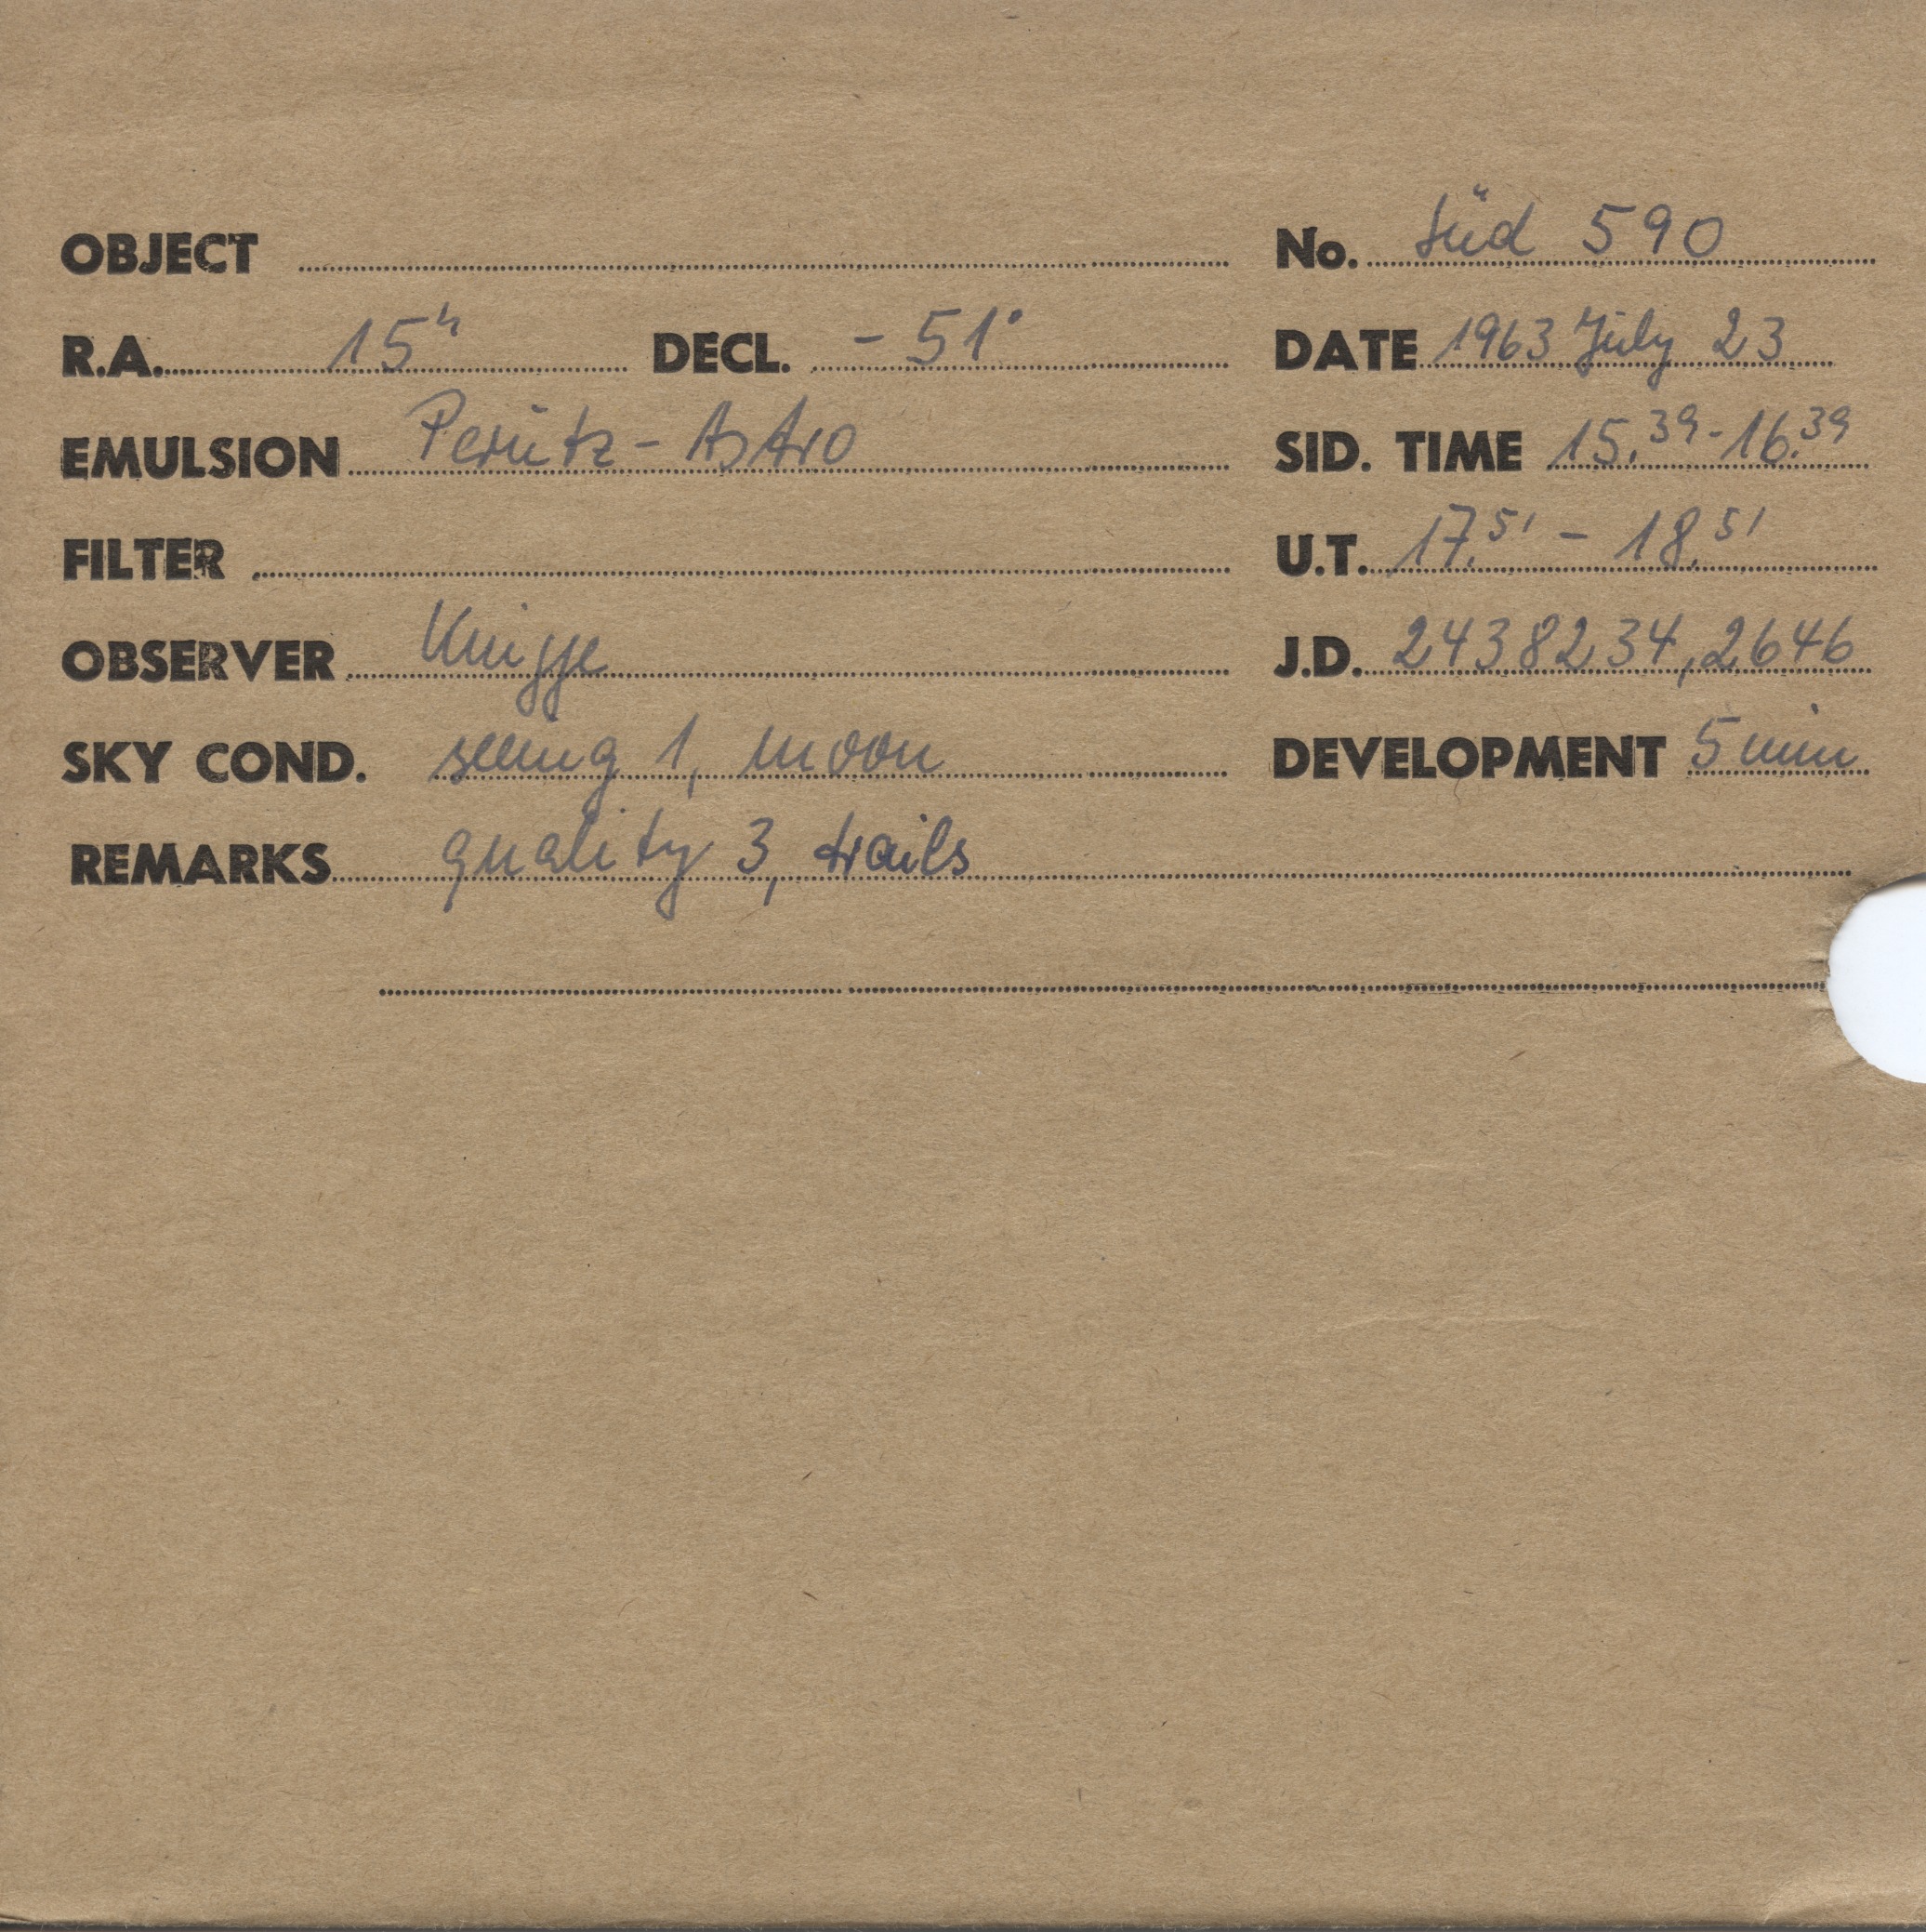 OBJECT No. Süd 590
R.A. 15h DECL. - 51°
DATE 1963 July 23
EMULSION Perutz - Astro
SID. TIME 15.39 - 16.39
FILTER
U.T. 17.51 - 18.51
OBSERVER Knigge
J.D. 2438234,2646
SKY COND. seeing 1, moon
DEVELOPMENT 5 min
REMARKS quality 3, trails